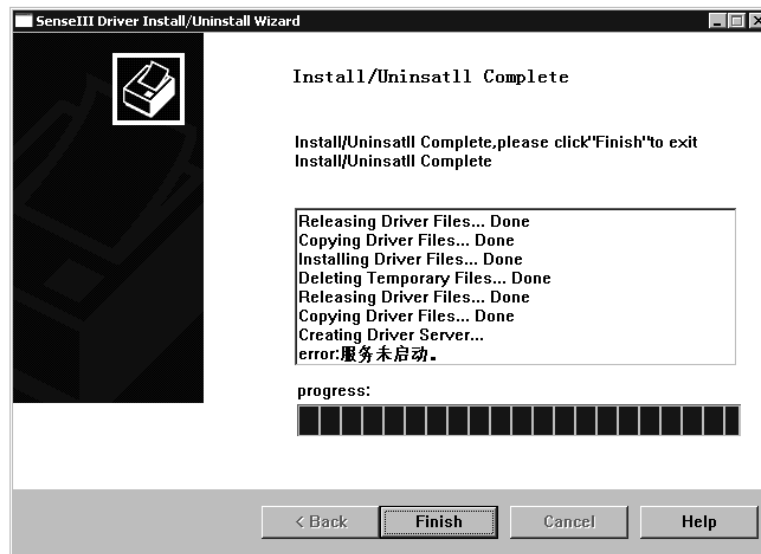 SenseIII Driver Install/Uninstall Wizard
Install/Uninsatll Complete
Install/Uninsatll Complete,please click"Finish"to exit
Install/Uninsatll Complete
Releasing Driver Files... Done
Copying Driver Files... Done
Installing Driver Files... Done
Deleting Temporary Files... Done
Releasing Driver Files... Done
Copying Driver Files... Done
Creating Driver Server...
error:服务未启动。
progress:
< Back
Finish
Cancel
Help